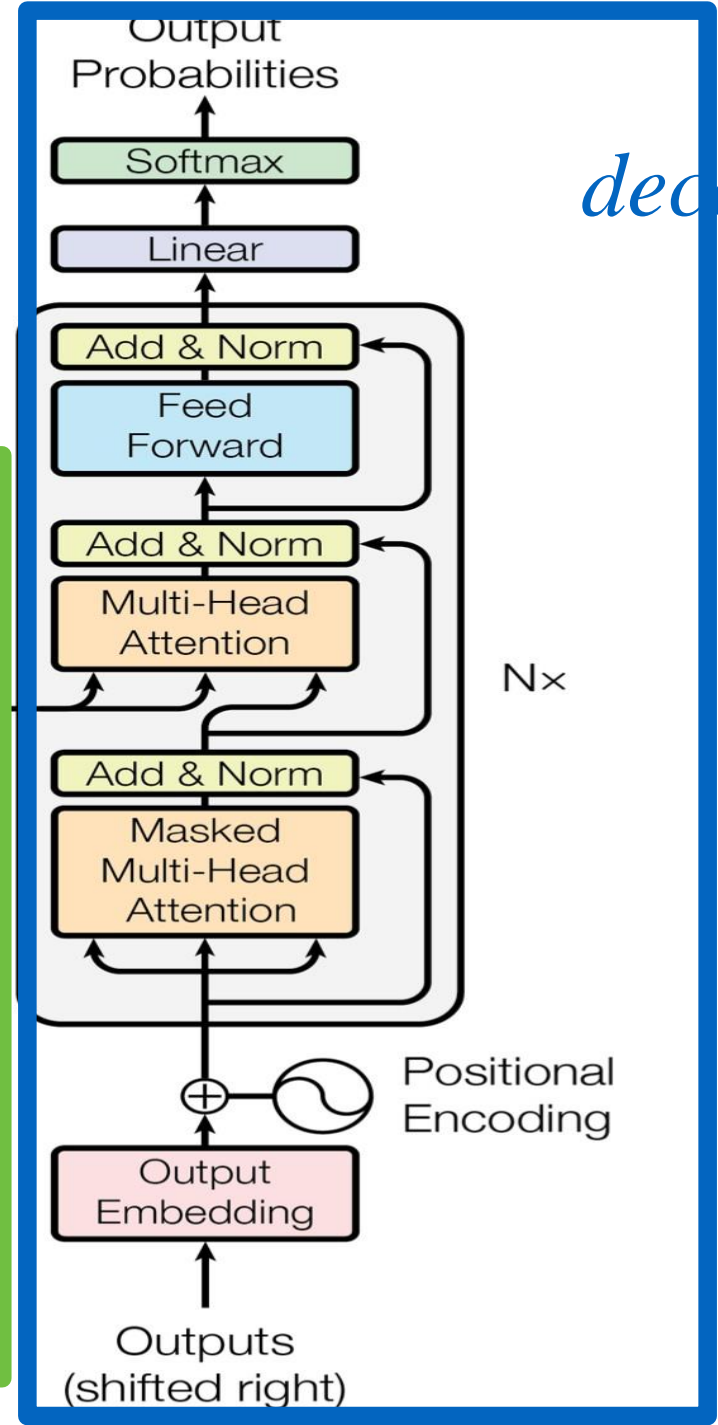 Output
Probabilities
Softmax
Linear
Add & Norm
Feed
Forward
Add & Norm
Multi-Head
Attention
N×
Add & Norm
Masked
Multi-Head
Attention
Positional
Encoding
Output
Embedding
Outputs
(shifted right)